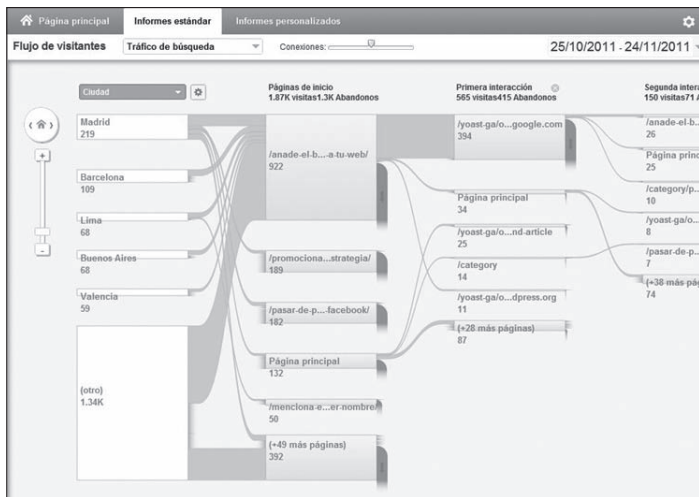 Página principal
Informes estándar
Informes personalizados
Flujo de visitantes
Tráfico de búsqueda
Conexiones:
25/10/2011 - 24/11/2011
Ciudad
Páginas de inicio
1.87K visitas1.3K Abandonos
Primera interacción
565 visitas415 Abandonos
Segunda intera
150 visitas71 A
Madrid
219
Barcelona
109
Lima
68
Buenos Aires
68
Valencia
59
(otro)
1.34K
/anade-el-b...-a-tu-web/
922
/promociona...strategia/
189
/pasar-de-p...-facebook/
182
Página principal
132
/menciona-e...er-nombre/
50
(+49 más páginas)
392
/yoast-ga/o...google.com
394
Página principal
34
/yoast-ga/o...nd-article
25
/category
14
/yoast-ga/o...dpress.org
11
(+28 más páginas)
87
/anade-el-b..
26
Página princ
25
/category/p..
10
/yoast-ga/o..
8
/pasar-de-p..
7
(+38 más pág
74